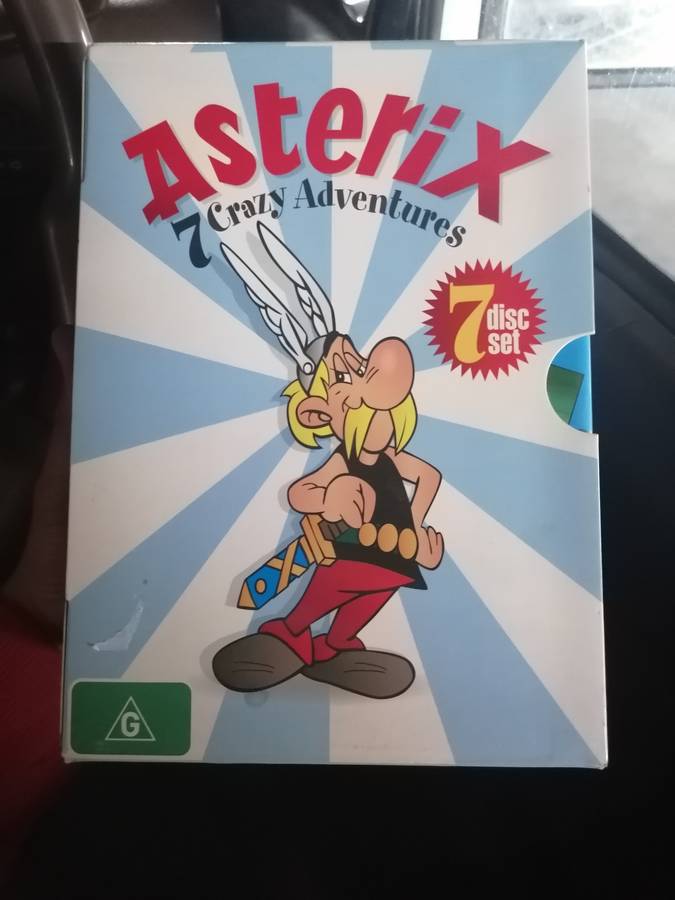 Asterix
7 Crazy Adventures
7 disc
set
G